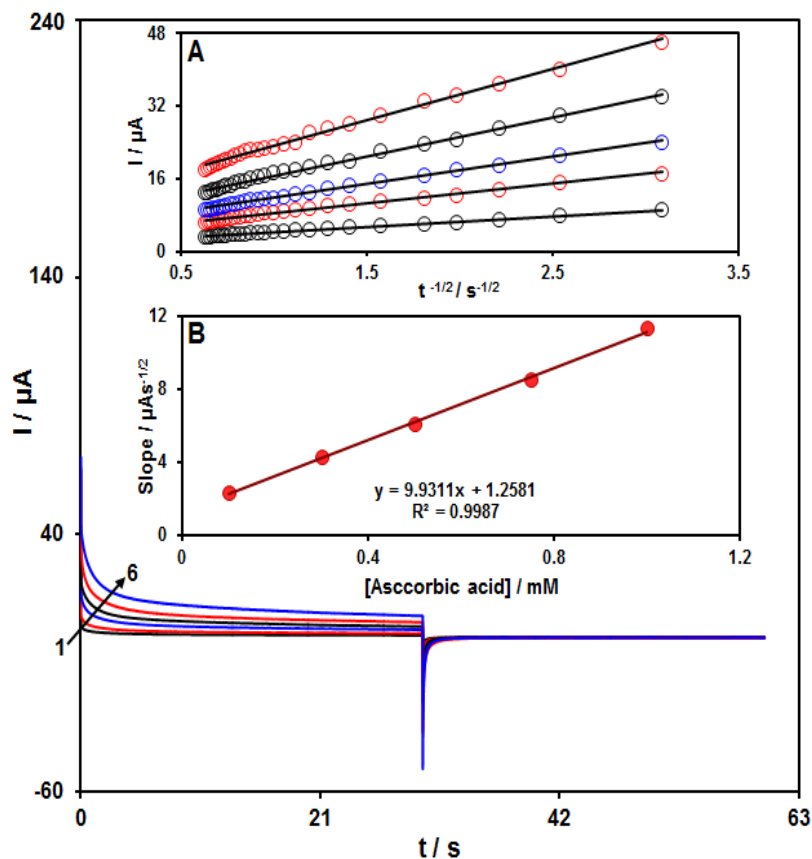 240
140
40
-60
I / µA
0
21
42
63
t / s
1
6
A
48
32
16
0
I / µA
0.5
1.5
2.5
3.5
t -1/2 / s-1/2
B
12
8
4
0
Slope / µAs-1/2
y = 9.9311x + 1.2581
R² = 0.9987
0
0.4
0.8
1.2
[Asccorbic acid] / mM